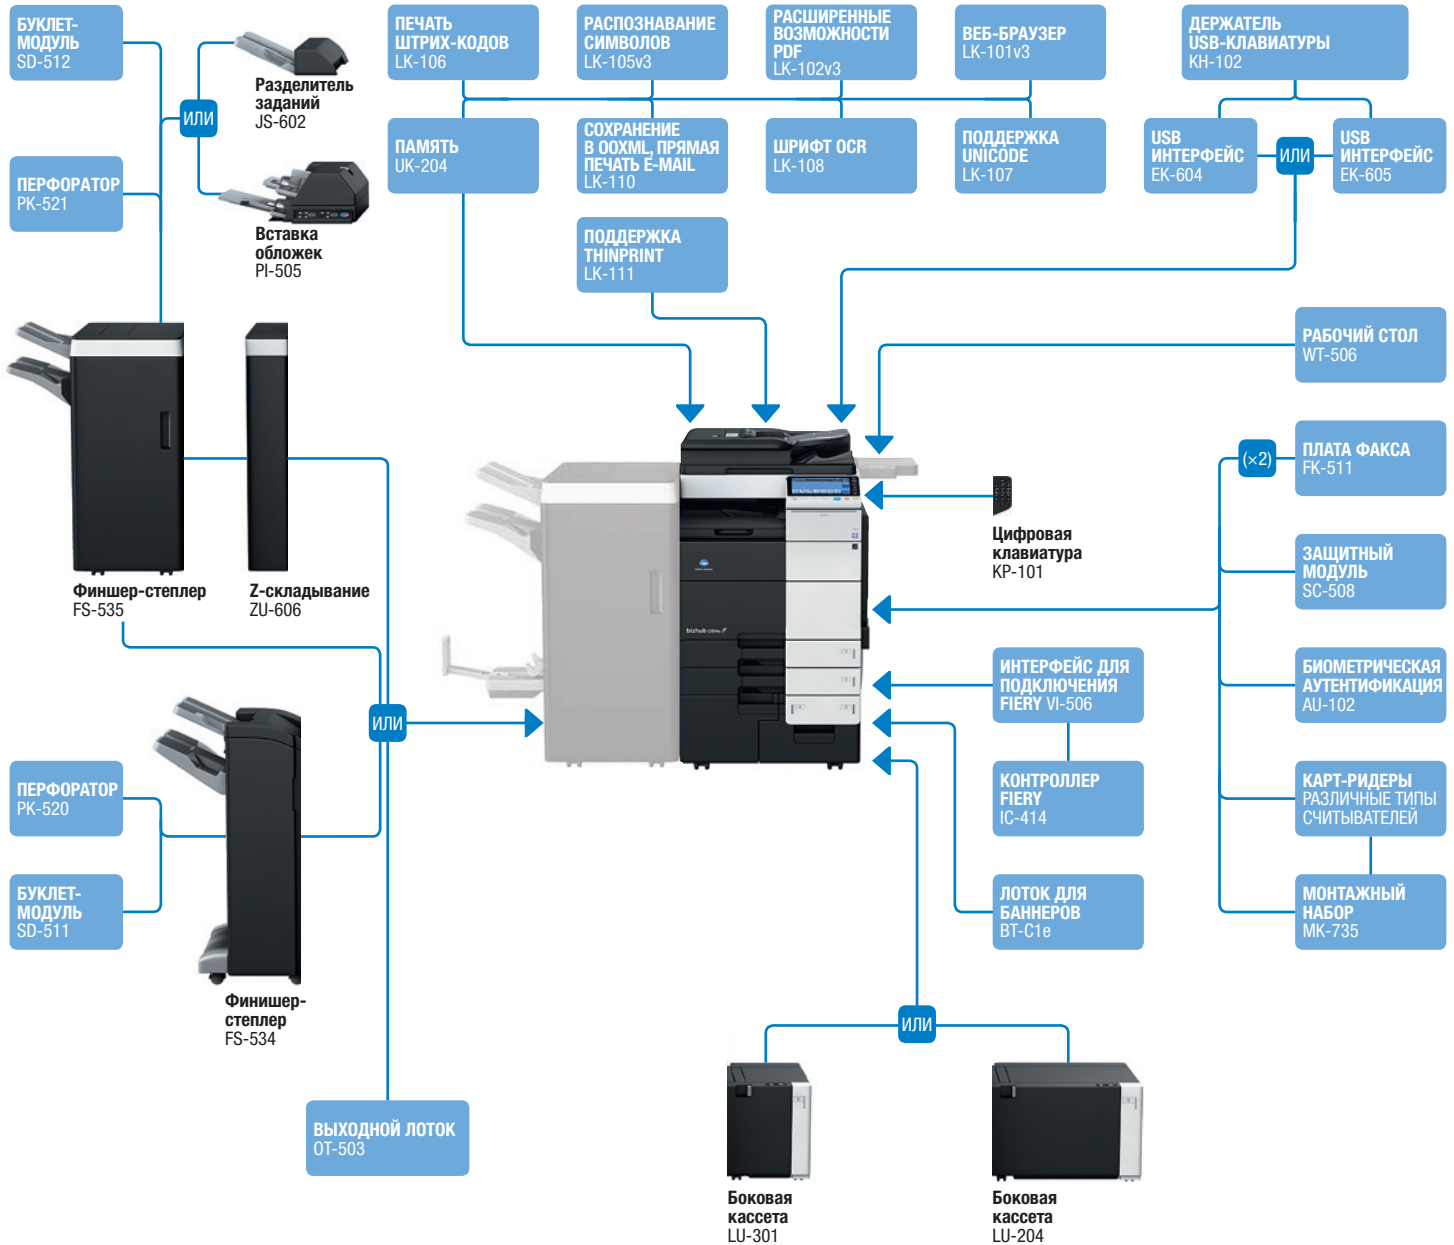 БУКЛЕТ-
МОДУЛЬ
SD-512
Разделитель
заданий
JS-602
ИЛИ
ПЕРФОРАТОР
PK-521
Вставка
обложек
PI-505
ПЕЧАТЬ
ШТРИХ-КОДОВ
LK-106
РАСПОЗНАВАНИЕ
СИМВОЛОВ
LK-105v3
РАСШИРЕННЫЕ
ВОЗМОЖНОСТИ
PDF
LK-102v3
ВЕБ-БРАУЗЕР
LK-101v3
ДЕРЖАТЕЛЬ
USB-КЛАВИАТУРЫ
KH-102
ПАМЯТЬ
UK-204
СОХРАНЕНИЕ
В OOXML, ПРЯМАЯ
ПЕЧАТЬ E-MAIL
LK-110
ШРИФТ OCR
LK-108
ПОДДЕРЖКА
UNICODE
LK-107
USB
ИНТЕРФЕЙС
EK-604
ИЛИ
USB
ИНТЕРФЕЙС
EK-605
ПОДДЕРЖКА
THINPRINT
LK-111
РАБОЧИЙ СТОЛ
WT-506
(×2)
ПЛАТА ФАКСА
FK-511
Цифровая
клавиатура
KP-101
ЗАЩИТНЫЙ
МОДУЛЬ
SC-508
Финшер-степлер
FS-535
Z-складывание
ZU-606
bizhub
ИНТЕРФЕЙС ДЛЯ
ПОДКЛЮЧЕНИЯ
FIERY VI-506
БИОМЕТРИЧЕСКАЯ
АУТЕНТИФИКАЦИЯ
AU-102
ИЛИ
ПЕРФОРАТОР
PK-520
КОНТРОЛЛЕР
FIERY
IC-414
КАРТ-РИДЕРЫ
РАЗЛИЧНЫЕ ТИПЫ
СЧИТЫВАТЕЛЕЙ
БУКЛЕТ-
МОДУЛЬ
SD-511
ЛОТОК ДЛЯ
БАННЕРОВ
BT-C1e
МОНТАЖНЫЙ
НАБОР
MK-735
Финишер-
степлер
FS-534
ИЛИ
ВЫХОДНОЙ ЛОТОК
OT-503
Боковая
кассета
LU-301
Боковая
кассета
LU-204